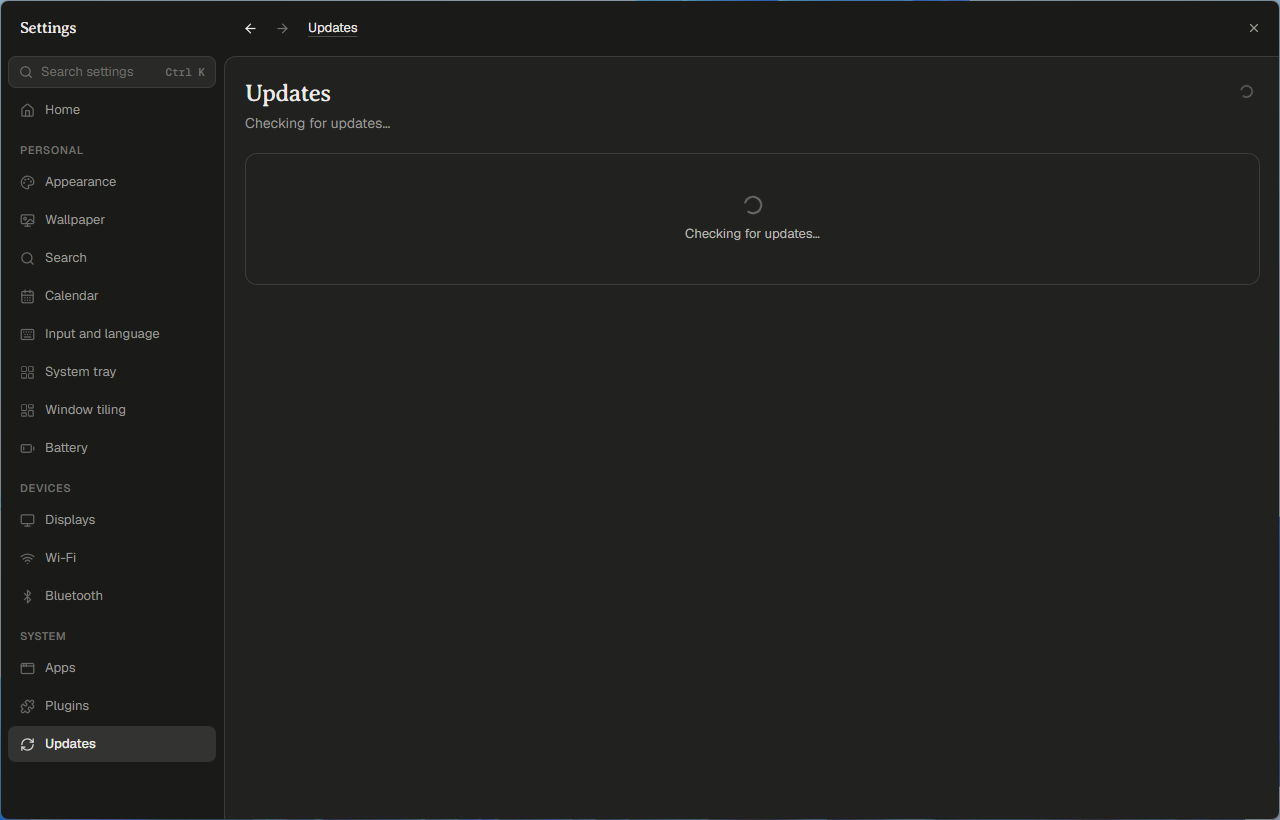 Settings
Updates
Search settings Ctrl K
Home
PERSONAL
Appearance
Wallpaper
Search
Calendar
Input and language
System tray
Window tiling
Battery
DEVICES
Displays
Wi-Fi
Bluetooth
SYSTEM
Apps
Plugins
Updates
Updates
Checking for updates…
Checking for updates…